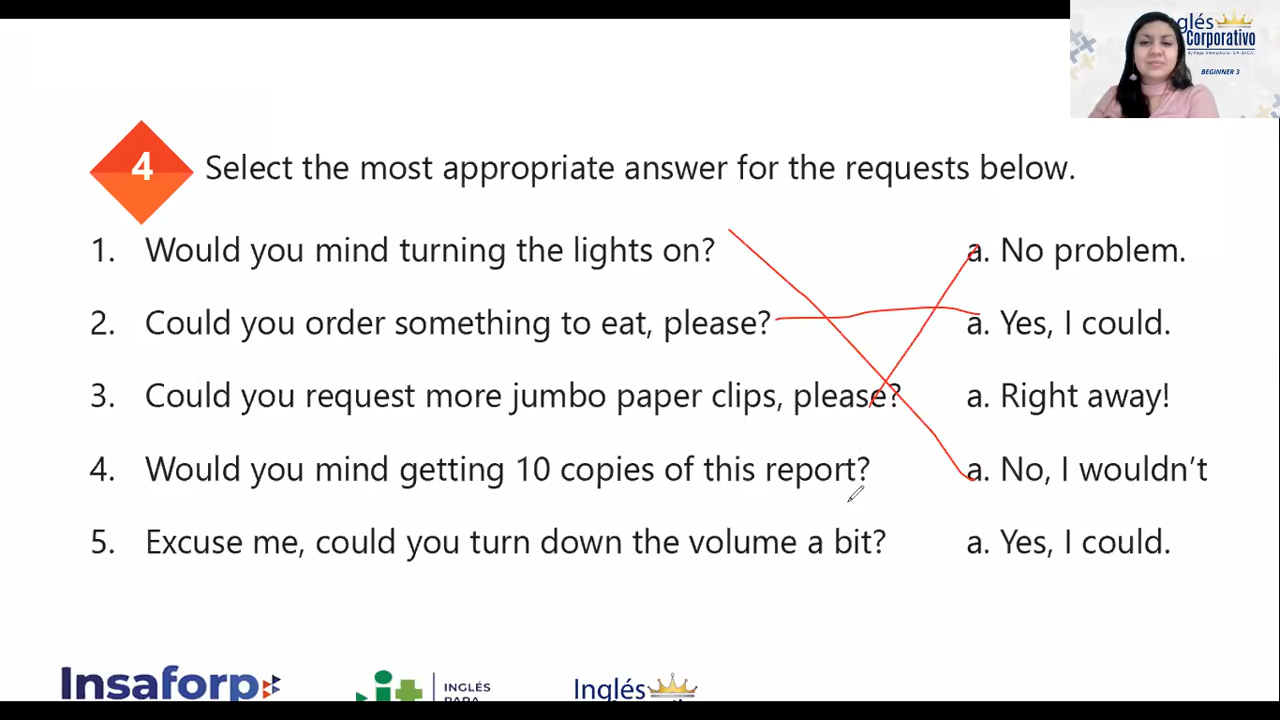 Inglés
Corporativo
BEGINNER 3
4
Select the most appropriate answer for the requests below.
1. Would you mind turning the lights on?
a. No problem.
2. Could you order something to eat, please?
a. Yes, I could.
3. Could you request more jumbo paper clips, please?
a. Right away!
4. Would you mind getting 10 copies of this report?
a. No, I wouldn't
5. Excuse me, could you turn down the volume a bit?
a. Yes, I could.
Insaforp
INGLÉS
Inglés